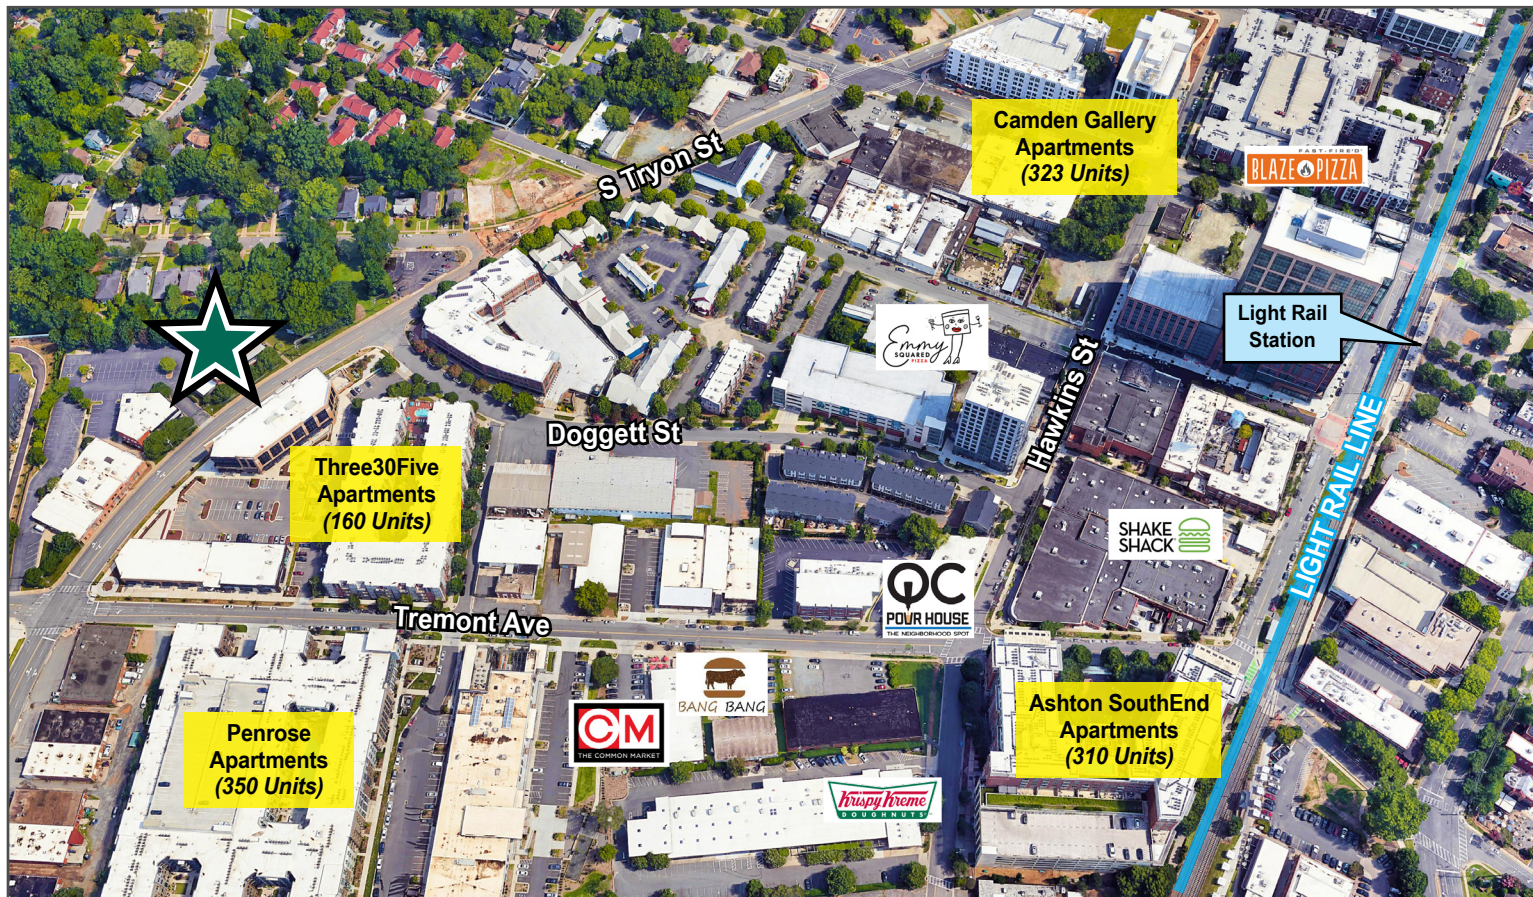 S Tryon St
Camden Gallery
Apartments
(323 Units)
FAST-FIRE'D
BLAZE PIZZA
Emmy
SQUARED
PIZZA
Light Rail
Station
Hawkins St
Doggett St
LIGHT RAIL LINE
Three30Five
Apartments
(160 Units)
SHAKE
SHACK
QC
POUR HOUSE
THE NEIGHBORHOOD SPOT
Tremont Ave
BANG BANG
CM
THE COMMON MARKET
Penrose
Apartments
(350 Units)
Ashton SouthEnd
Apartments
(310 Units)
Krispy Kreme
DOUGHNUTS